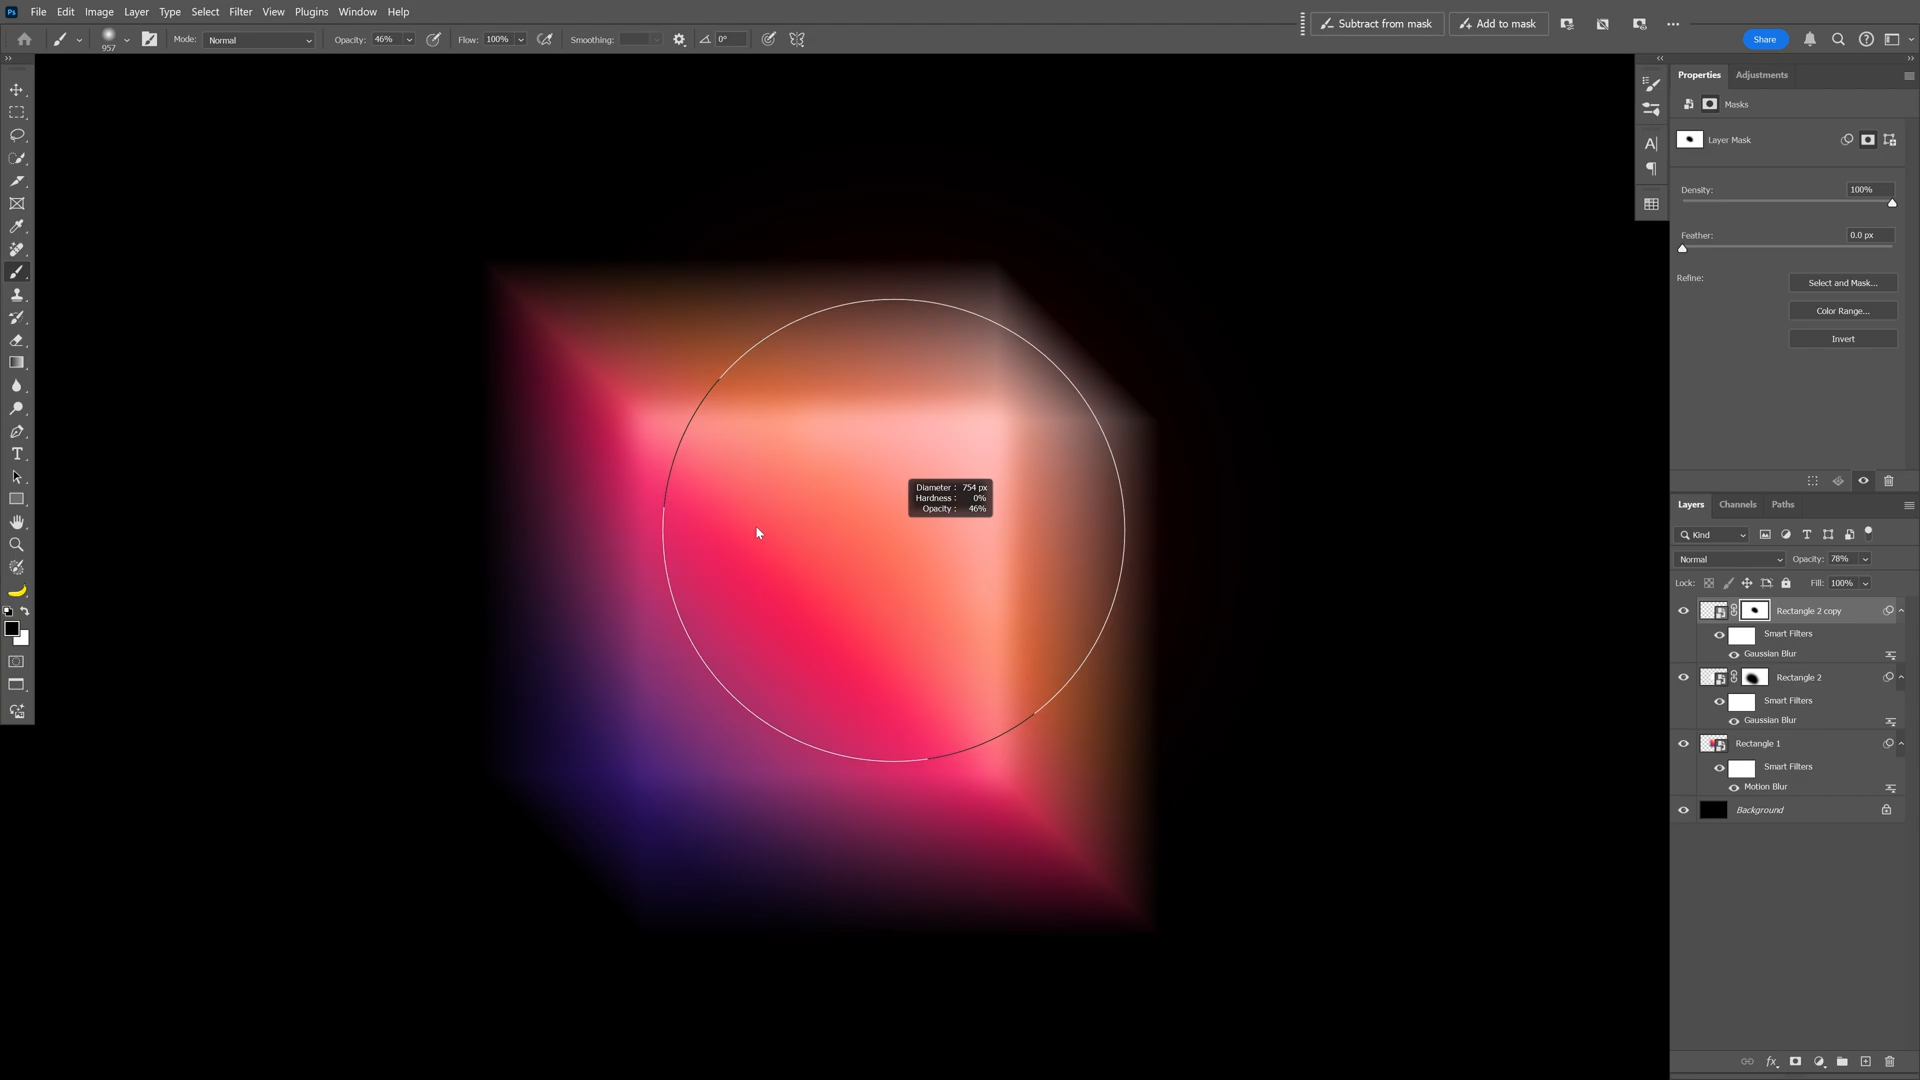 Ps File Edit Image Layer Type Select Filter View Plugins Window Help
Subtract from mask Add to mask
957 Mode: Normal Opacity: 46% Flow: 100% Smoothing: 0° Share
Properties Adjustments
Masks
Layer Mask
Density: 100%
Feather: 0.0 px
Refine: Select and Mask...
Color Range...
Invert
Diameter : 754 px
Hardness : 0%
Opacity : 46%
Layers Channels Paths
Kind
Normal Opacity: 78%
Lock: Fill: 100%
Rectangle 2 copy
Smart Filters
Gaussian Blur
Rectangle 2
Smart Filters
Gaussian Blur
Rectangle 1
Smart Filters
Motion Blur
Background
fx